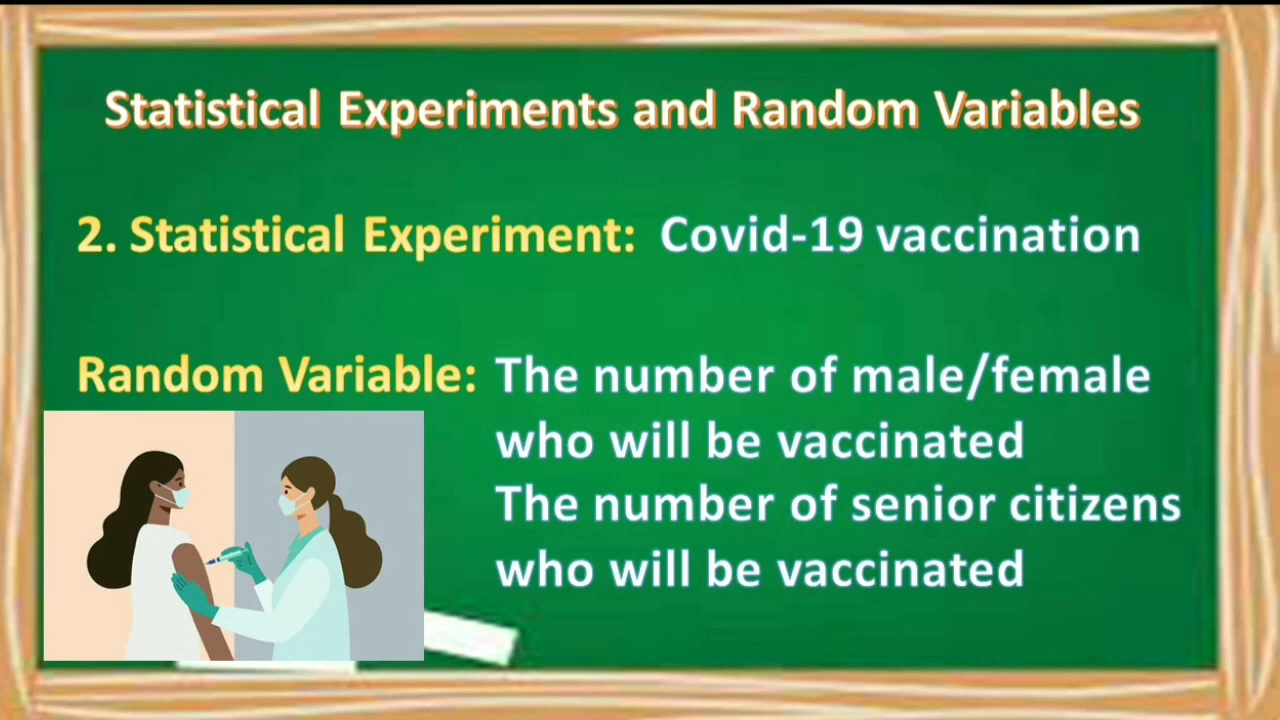 Statistical Experiments and Random Variables
2. Statistical Experiment: Covid-19 vaccination
Random Variable: The number of male/female
who will be vaccinated
The number of senior citizens
who will be vaccinated